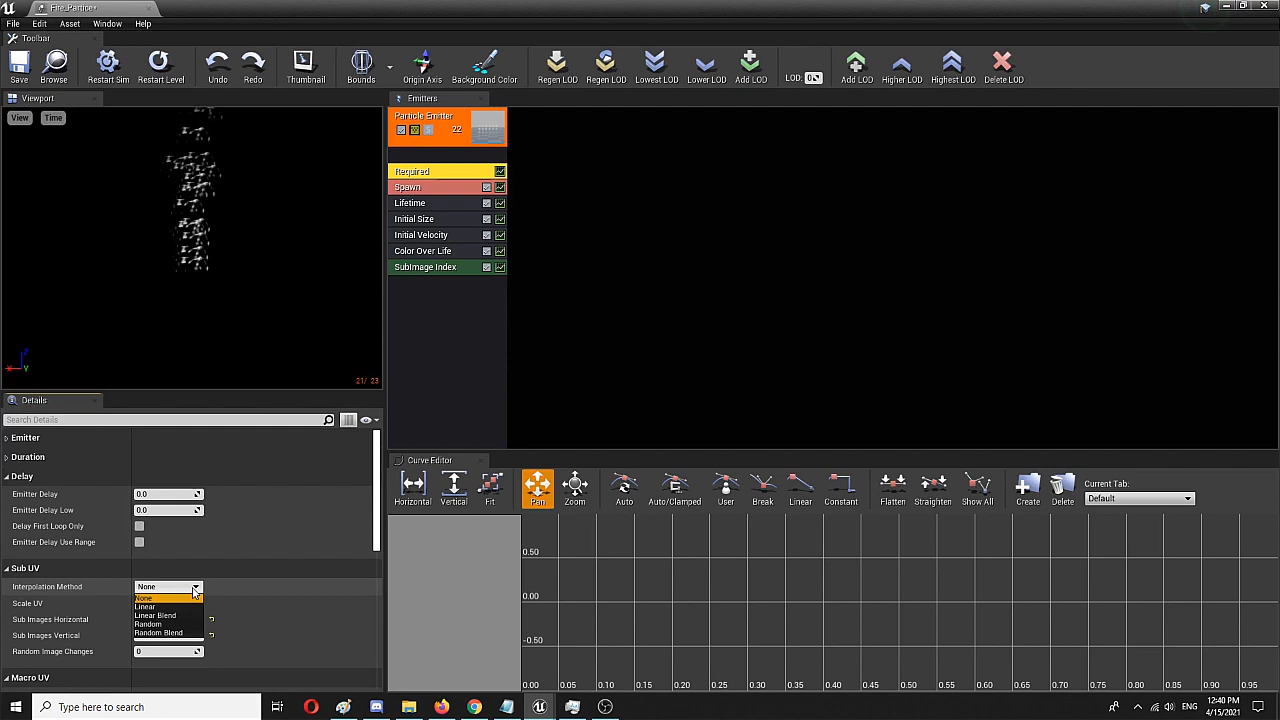 Fire_Partice*
File Edit Asset Window Help
Toolbar
Save Browse Restart Sim Restart Level Undo Redo Thumbnail Bounds Origin Axis Background Color Regen LOD Regen LOD Lowest LOD Lower LOD Add LOD LOD: 0 Add LOD Higher LOD Highest LOD Delete LOD
Viewport
View Time
21/ 23
Emitters
Particle Emitter
22
Required
Spawn
Lifetime
Initial Size
Initial Velocity
Color Over Life
SubImage Index
Details
Search Details
Emitter
Duration
Delay
Emitter Delay 0.0
Emitter Delay Low 0.0
Delay First Loop Only
Emitter Delay Use Range
Sub UV
Interpolation Method None
None
Linear
Linear Blend
Random
Random Blend
Scale UV
Sub Images Horizontal
Sub Images Vertical
Random Image Changes 0
Macro UV
Curve Editor
Horizontal Vertical Fit Pan Zoom Auto Auto/Clamped User Break Linear Constant Flatten Straighten Show All Create Delete
Current Tab:
Default
0.50
0.00
-0.50
0.00 0.05 0.10 0.15 0.20 0.25 0.30 0.35 0.40 0.45 0.50 0.55 0.60 0.65 0.70 0.75 0.80 0.85 0.90 0.95
Type here to search
ENG
12:40 PM
4/15/2021